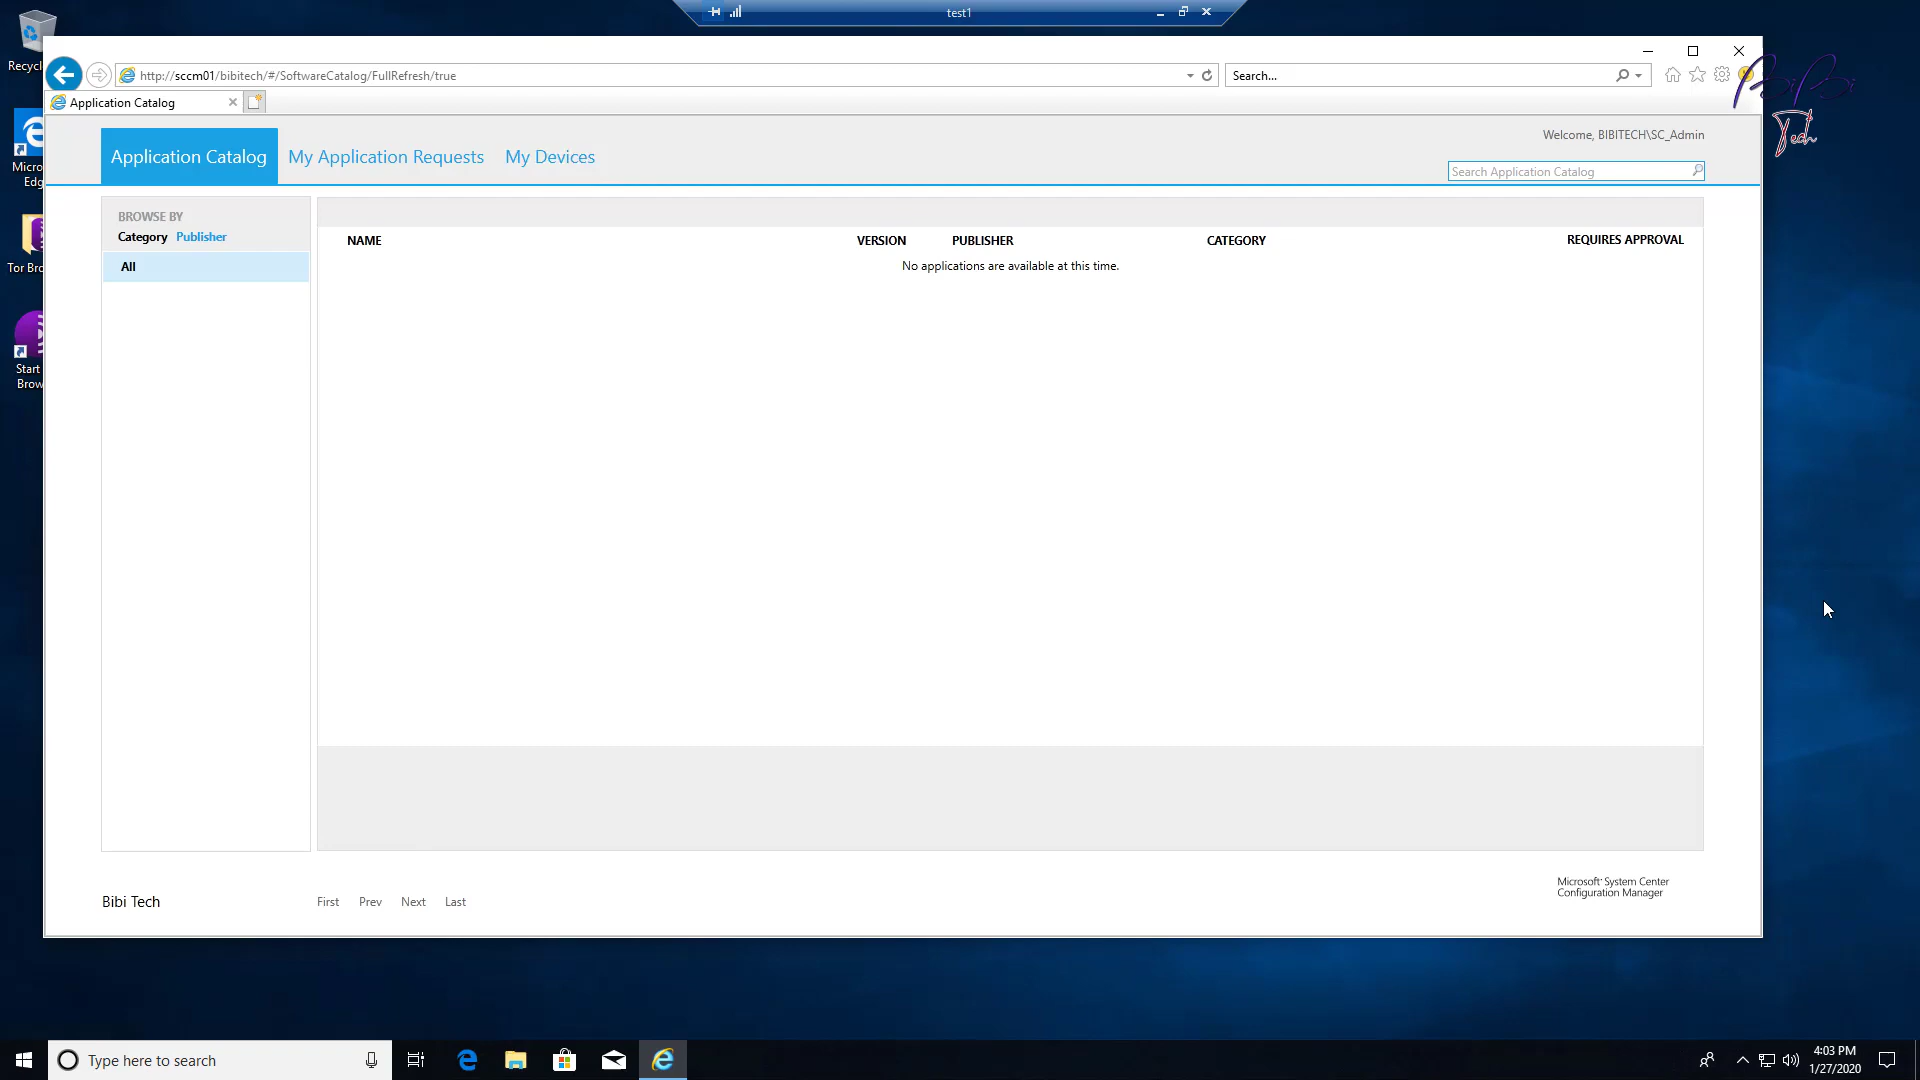 test1
Recycl
http://sccm01/bibitech/#/SoftwareCatalog/FullRefresh/true
Search...
Application Catalog
BiBi
Tech
Welcome, BIBITECH\SC_Admin
Application Catalog
My Application Requests
My Devices
Search Application Catalog
Micro
Edg
BROWSE BY
Category Publisher
All
NAME
VERSION
PUBLISHER
CATEGORY
REQUIRES APPROVAL
No applications are available at this time.
Tor Bro
Start
Brow
Microsoft® System Center
Configuration Manager
Bibi Tech
First
Prev
Next
Last
Type here to search
4:03 PM
1/27/2020